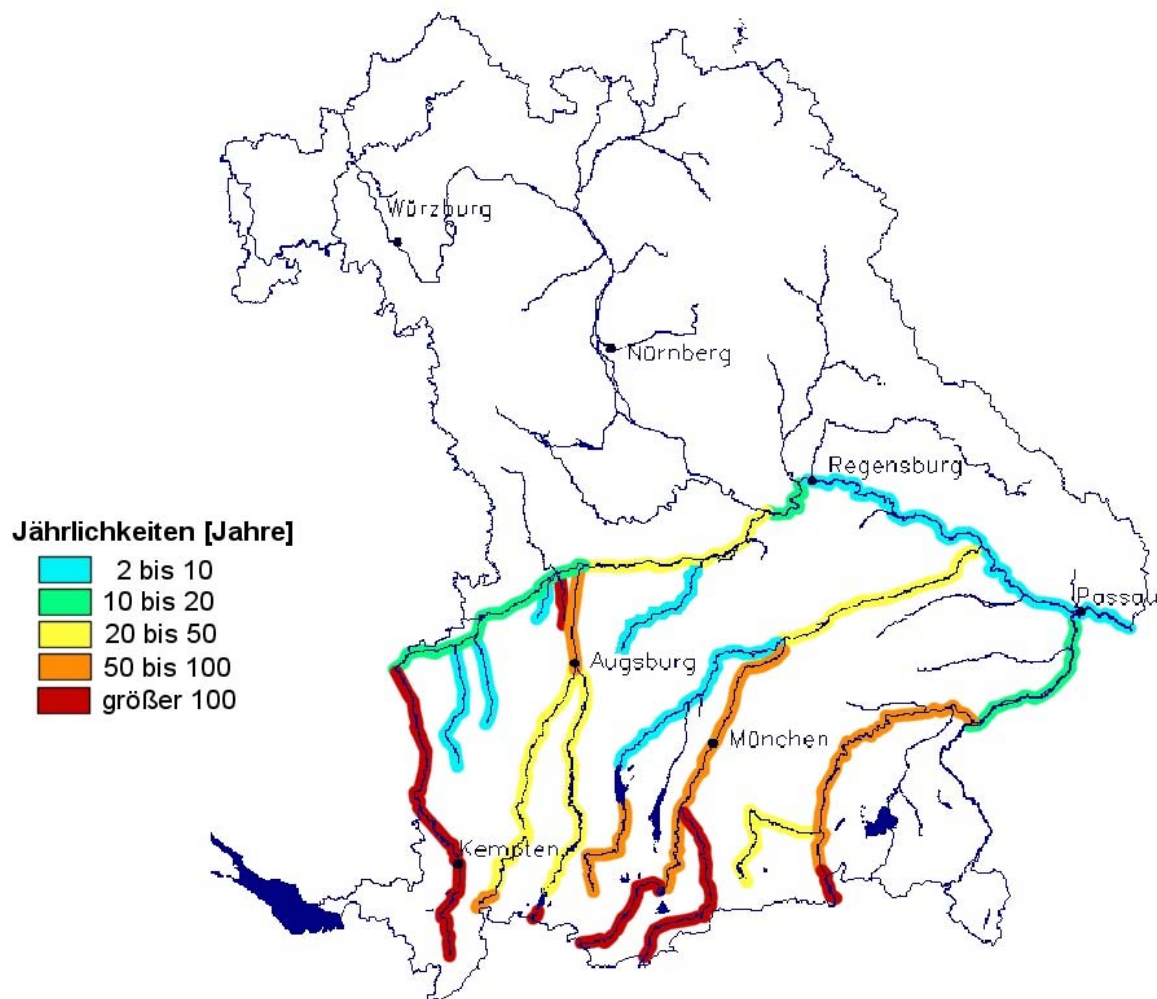 Würzburg
Nürnberg
Regensburg
Jährlichkeiten [Jahre]
2 bis 10
10 bis 20
20 bis 50
50 bis 100
größer 100
Passau
Augsburg
München
Kempten